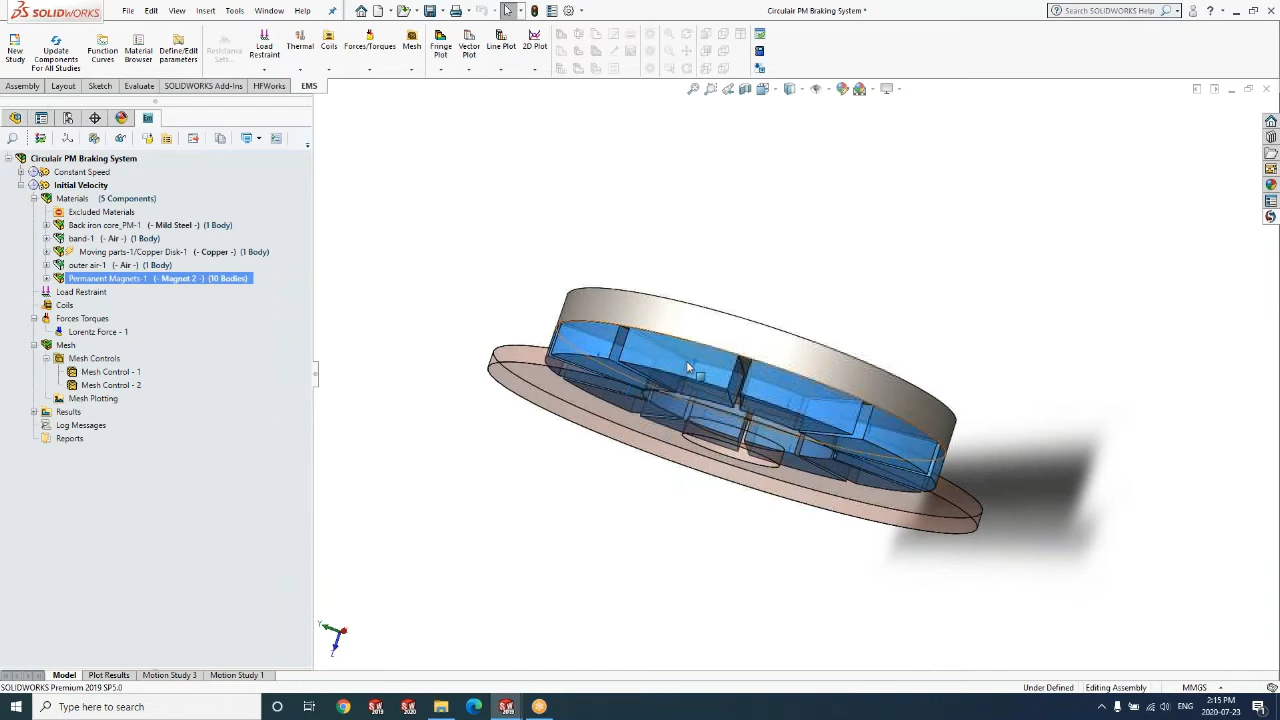 SOLIDWORKS
File Edit View Insert Tools Window Help
Circulair PM Braking System *
Search SOLIDWORKS Help
New Study
Update Components For All Studies
Function Curves
Material Browser
Define/Edit parameters
Resistance Sets...
Load Restraint
Thermal
Coils
Forces/Torques
Mesh
Fringe Plot
Vector Plot
Line Plot
2D Plot
Assembly Layout Sketch Evaluate SOLIDWORKS Add-Ins HFWorks EMS
Circulair PM Braking System
Constant Speed
Initial Velocity
Materials (5 Components)
Excluded Materials
Back iron core_PM-1 (- Mild Steel -) (1 Body)
band-1 (- Air -) (1 Body)
Moving parts-1/Copper Disk-1 (- Copper -) (1 Body)
outer air-1 (- Air -) (1 Body)
Permanent Magnets-1 (- Magnet 2 -) (10 Bodies)
Load Restraint
Coils
Forces Torques
Lorentz Force - 1
Mesh
Mesh Controls
Mesh Control - 1
Mesh Control - 2
Mesh Plotting
Results
Log Messages
Reports
Y
Z
Model Plot Results Motion Study 3 Motion Study 1
SOLIDWORKS Premium 2019 SP5.0
Under Defined Editing Assembly MMGS
Type here to search
2019
2020
2019
ENG
2:15 PM
2020-07-23